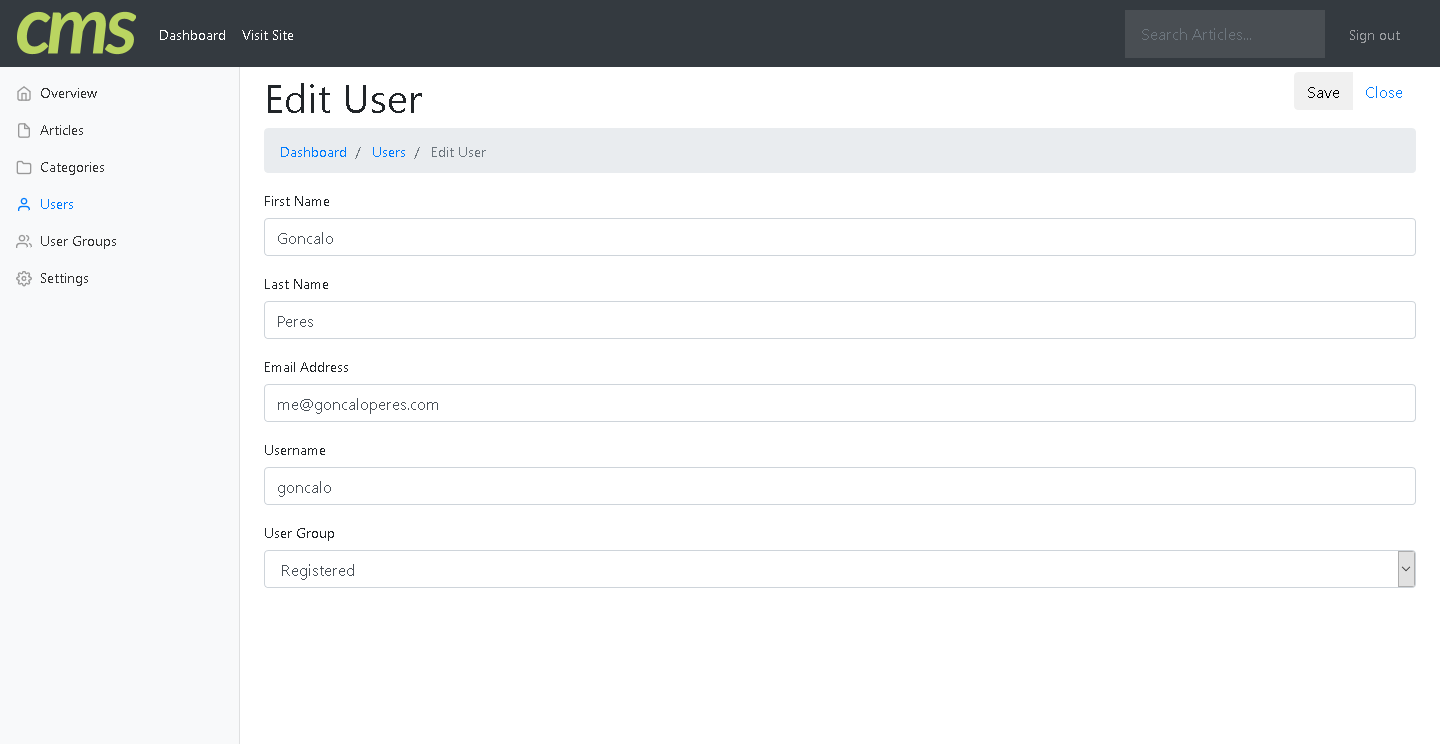 cms Dashboard Visit Site Search Articles... Sign out
Overview
Articles
Categories
Users
User Groups
Settings
Edit User Save Close
Dashboard / Users / Edit User
First Name
Goncalo
Last Name
Peres
Email Address
me@goncaloperes.com
Username
goncalo
User Group
Registered